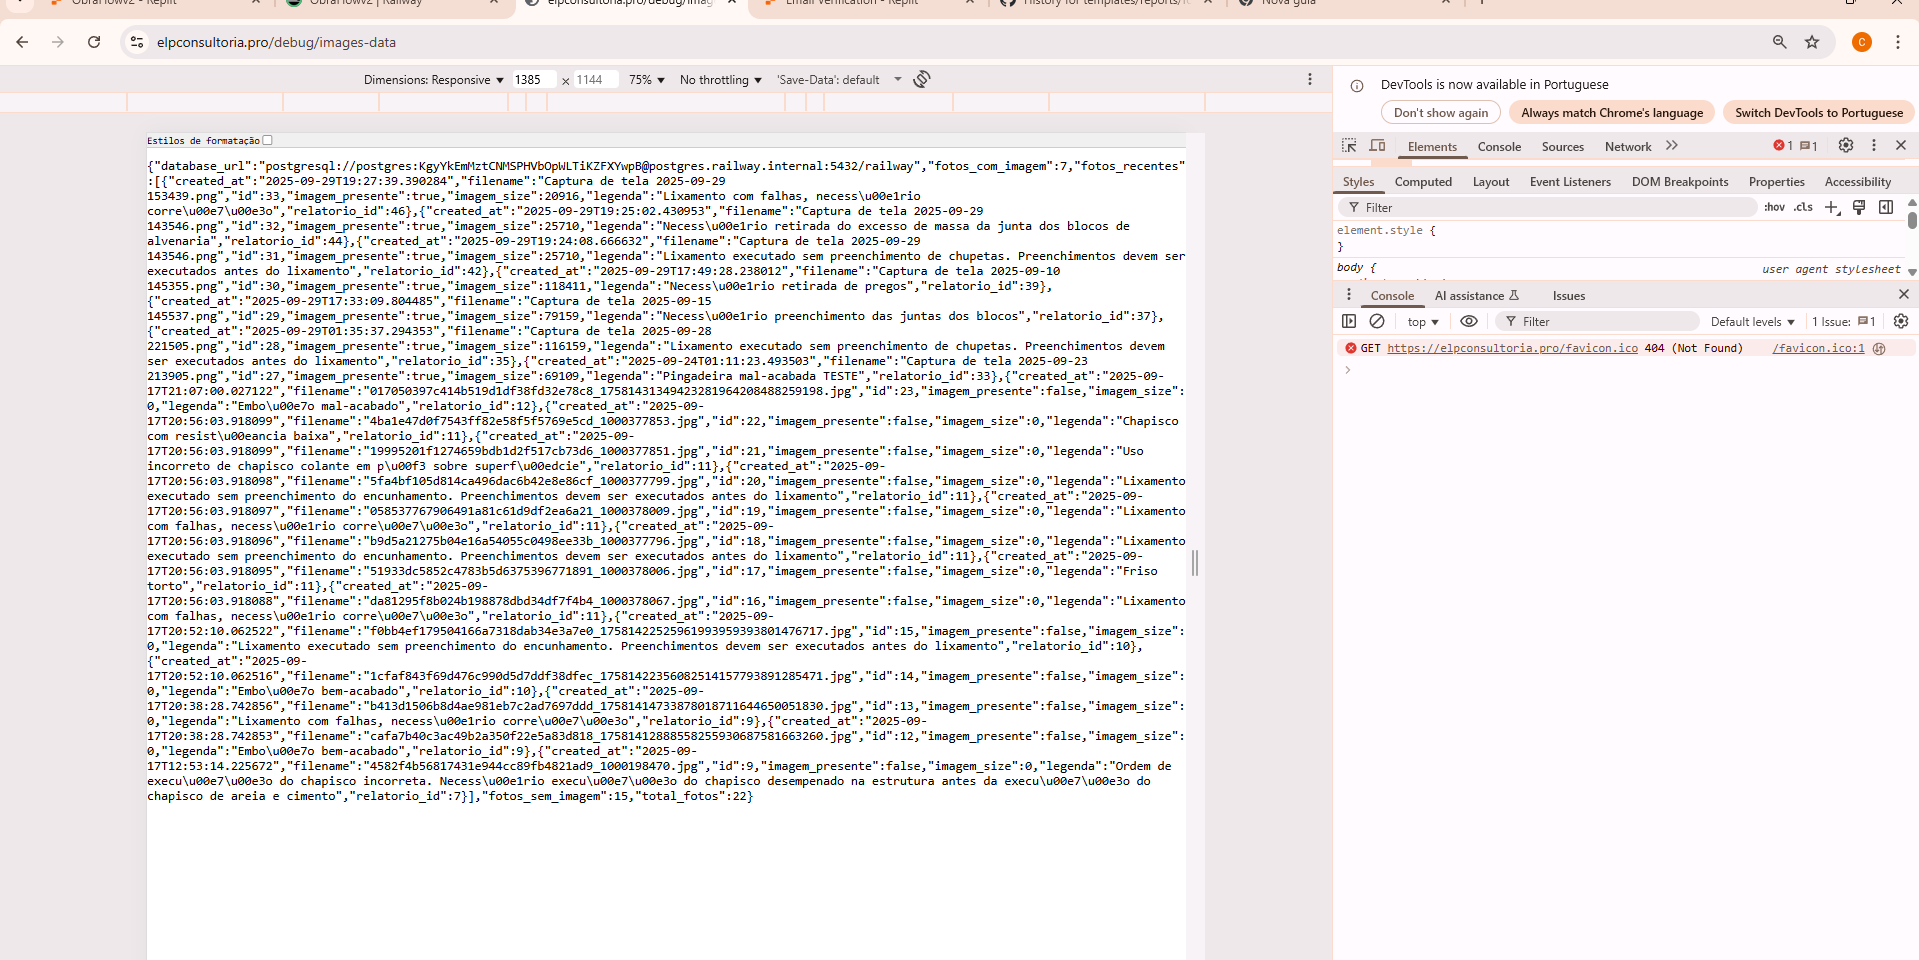 ObraFlowV2 - Replit
ObraFlowV2 | Railway
elpconsultoria.pro/debug/imag
Email Verification - Replit
History for templates/reports/f
Nova guia
elpconsultoria.pro/debug/images-data
C
Dimensions: Responsive 1385 x 1144 75% No throttling 'Save-Data': default
DevTools is now available in Portuguese
Don't show again Always match Chrome's language Switch DevTools to Portuguese
Elements Console Sources Network 1 1
Styles Computed Layout Event Listeners DOM Breakpoints Properties Accessibility
Filter :hov .cls
element.style {
}
body { user agent stylesheet
Console AI assistance Issues
top Filter Default levels 1 Issue: 1
GET https://elpconsultoria.pro/favicon.ico 404 (Not Found) /favicon.ico:1
Estilos de formatação
{"database_url":"postgresql://postgres:KgyYkEmMztCNMSPHVbOpWLTiKZFXYwpB@postgres.railway.internal:5432/railway","fotos_com_imagem":7,"fotos_recentes"
:[{"created_at":"2025-09-29T19:27:39.390284","filename":"Captura de tela 2025-09-29
153439.png","id":33,"imagem_presente":true,"imagem_size":20916,"legenda":"Lixamento com falhas, necess\u00e1rio
corre\u00e7\u00e3o","relatorio_id":46},{"created_at":"2025-09-29T19:25:02.430953","filename":"Captura de tela 2025-09-29
143546.png","id":32,"imagem_presente":true,"imagem_size":25710,"legenda":"Necess\u00e1rio retirada do excesso de massa da junta dos blocos de
alvenaria","relatorio_id":44},{"created_at":"2025-09-29T19:24:08.666632","filename":"Captura de tela 2025-09-29
143546.png","id":31,"imagem_presente":true,"imagem_size":25710,"legenda":"Lixamento executado sem preenchimento de chupetas. Preenchimentos devem ser
executados antes do lixamento","relatorio_id":42},{"created_at":"2025-09-29T17:49:28.238012","filename":"Captura de tela 2025-09-10
145355.png","id":30,"imagem_presente":true,"imagem_size":118411,"legenda":"Necess\u00e1rio retirada de pregos","relatorio_id":39},
{"created_at":"2025-09-29T17:33:09.804485","filename":"Captura de tela 2025-09-15
145537.png","id":29,"imagem_presente":true,"imagem_size":79159,"legenda":"Necess\u00e1rio preenchimento das juntas dos blocos","relatorio_id":37},
{"created_at":"2025-09-29T01:35:37.294353","filename":"Captura de tela 2025-09-28
221505.png","id":28,"imagem_presente":true,"imagem_size":116159,"legenda":"Lixamento executado sem preenchimento de chupetas. Preenchimentos devem
ser executados antes do lixamento","relatorio_id":35},{"created_at":"2025-09-24T01:11:23.493503","filename":"Captura de tela 2025-09-23
213905.png","id":27,"imagem_presente":true,"imagem_size":69109,"legenda":"Pingadeira mal-acabada TESTE","relatorio_id":33},{"created_at":"2025-09-
17T21:07:00.027122","filename":"017050397c414b519d1df38fd32e78c8_17581431349423281964208488259198.jpg","id":23,"imagem_presente":false,"imagem_size":
0,"legenda":"Embo\u00e7o mal-acabado","relatorio_id":12},{"created_at":"2025-09-
17T20:56:03.918099","filename":"4ba1e47d0f7543ff82e58f5f5769e5cd_1000377853.jpg","id":22,"imagem_presente":false,"imagem_size":0,"legenda":"Chapisco
com resist\u00eancia baixa","relatorio_id":11},{"created_at":"2025-09-
17T20:56:03.918099","filename":"19995201f1274659bdb1d2f517cb73d6_1000377851.jpg","id":21,"imagem_presente":false,"imagem_size":0,"legenda":"Uso
incorreto de chapisco colante em p\u00f3 sobre superf\u00edcie","relatorio_id":11},{"created_at":"2025-09-
17T20:56:03.918098","filename":"5fa4bf105d814ca496dac6b42e8e86cf_1000377799.jpg","id":20,"imagem_presente":false,"imagem_size":0,"legenda":"Lixamento
executado sem preenchimento do encunhamento. Preenchimentos devem ser executados antes do lixamento","relatorio_id":11},{"created_at":"2025-09-
17T20:56:03.918097","filename":"058537767906491a81c61d9df2ea6a21_1000378009.jpg","id":19,"imagem_presente":false,"imagem_size":0,"legenda":"Lixamento
com falhas, necess\u00e1rio corre\u00e7\u00e3o","relatorio_id":11},{"created_at":"2025-09-
17T20:56:03.918096","filename":"b9d5a21275b04e16a54055c0498ee33b_1000377796.jpg","id":18,"imagem_presente":false,"imagem_size":0,"legenda":"Lixamento
executado sem preenchimento do encunhamento. Preenchimentos devem ser executados antes do lixamento","relatorio_id":11},{"created_at":"2025-09-
17T20:56:03.918095","filename":"51933dc5852c4783b5d6375396771891_1000378006.jpg","id":17,"imagem_presente":false,"imagem_size":0,"legenda":"Friso
torto","relatorio_id":11},{"created_at":"2025-09-
17T20:56:03.918088","filename":"da81295f8b024b198878dbd34df7f4b4_1000378067.jpg","id":16,"imagem_presente":false,"imagem_size":0,"legenda":"Lixamento
com falhas, necess\u00e1rio corre\u00e7\u00e3o","relatorio_id":11},{"created_at":"2025-09-
17T20:52:10.062522","filename":"f0bb4ef179504166a7318dab34e3a7e0_17581422525961993959393801476717.jpg","id":15,"imagem_presente":false,"imagem_size":
0,"legenda":"Lixamento executado sem preenchimento do encunhamento. Preenchimentos devem ser executados antes do lixamento","relatorio_id":10},
{"created_at":"2025-09-
17T20:52:10.062516","filename":"1cfaf843f69d476c990d5d7ddf38dfec_17581422356082514157793891285471.jpg","id":14,"imagem_presente":false,"imagem_size":
0,"legenda":"Embo\u00e7o bem-acabado","relatorio_id":10},{"created_at":"2025-09-
17T20:38:28.742856","filename":"b413d1506b8d4ae981eb7c2ad7697ddd_17581414733878018711644650051830.jpg","id":13,"imagem_presente":false,"imagem_size":
0,"legenda":"Lixamento com falhas, necess\u00e1rio corre\u00e7\u00e3o","relatorio_id":9},{"created_at":"2025-09-
17T20:38:28.742853","filename":"cafa7b40c3ac49b2a350f22e5a83d818_17581412888558255930687581663260.jpg","id":12,"imagem_presente":false,"imagem_size":
0,"legenda":"Embo\u00e7o bem-acabado","relatorio_id":9},{"created_at":"2025-09-
17T12:53:14.225672","filename":"4582f4b56817431e944cc89fb4821ad9_1000198470.jpg","id":9,"imagem_presente":false,"imagem_size":0,"legenda":"Ordem de
execu\u00e7\u00e3o do chapisco incorreta. Necess\u00e1rio execu\u00e7\u00e3o do chapisco desempenado na estrutura antes da execu\u00e7\u00e3o do
chapisco de areia e cimento","relatorio_id":7}],"fotos_sem_imagem":15,"total_fotos":22}